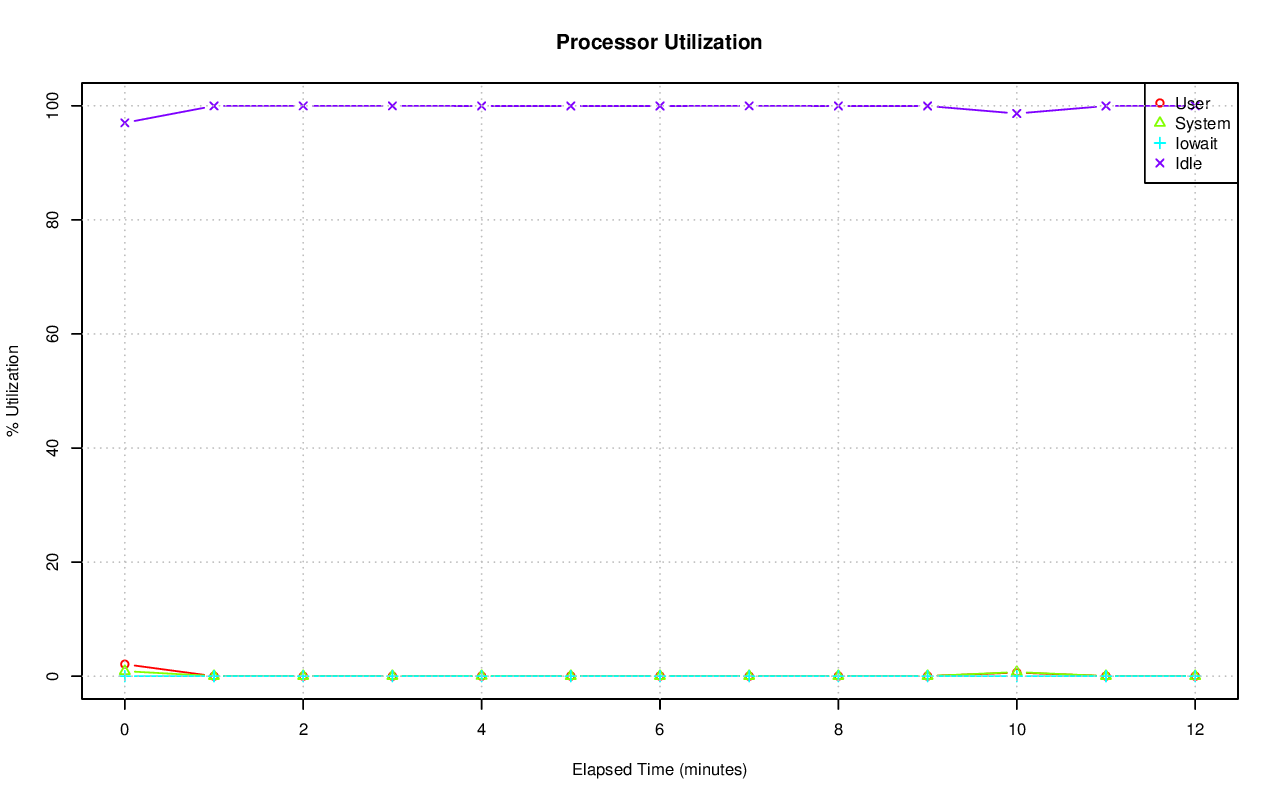 Processor Utilization
% Utilization
100
80
60
40
20
0
User
System
Iowait
Idle
0 2 4 6 8 10 12
Elapsed Time (minutes)